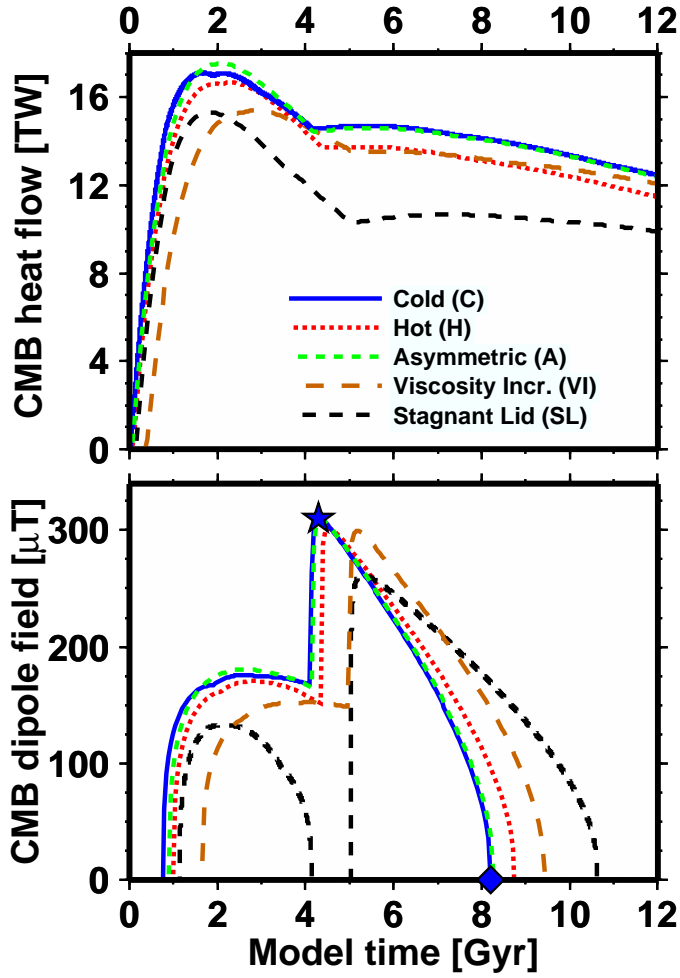 0 2 4 6 8 10 12
CMB heat flow [TW]
16
12
8
4
0
Cold (C)
Hot (H)
Asymmetric (A)
Viscosity Incr. (VI)
Stagnant Lid (SL)
CMB dipole field [μT]
300
200
100
0
0 2 4 6 8 10 12
Model time [Gyr]